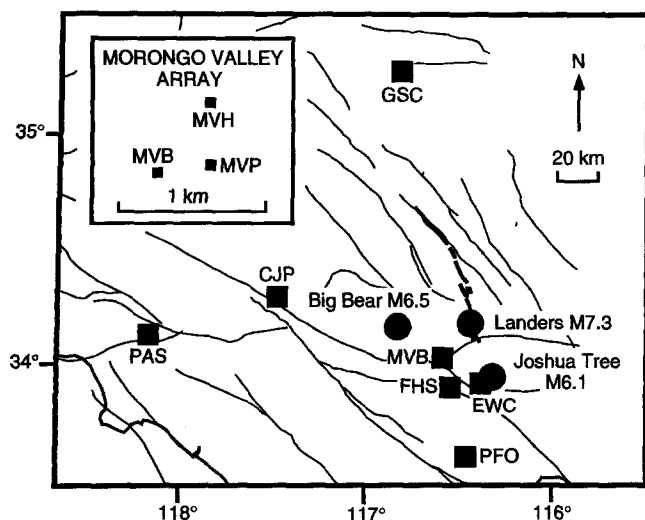 MORONGO VALLEY
ARRAY
MVH
MVB
MVP
1 km
GSC
N
20 km
35°
CJP
Big Bear M6.5
Landers M7.3
PAS
MVB
Joshua Tree
M6.1
34°
FHS
EWC
PFO
118°
117°
116°